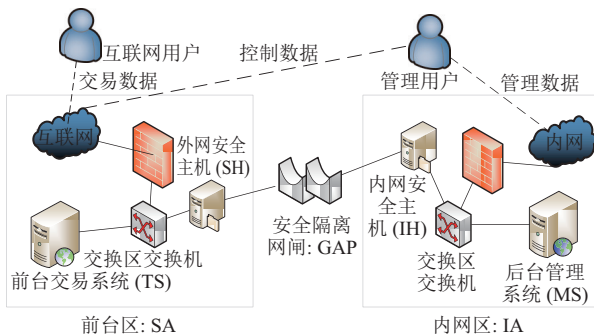 互联网用户
控制数据
交易数据
管理用户
管理数据
互联网
外网安全
主机 (SH)
内网
内网安
全主
机 (IH)
安全隔离
网闸: GAP
交换区交换机
前台交易系统 (TS)
交换区
交换机
后台管理
系统 (MS)
前台区: SA
内网区: IA